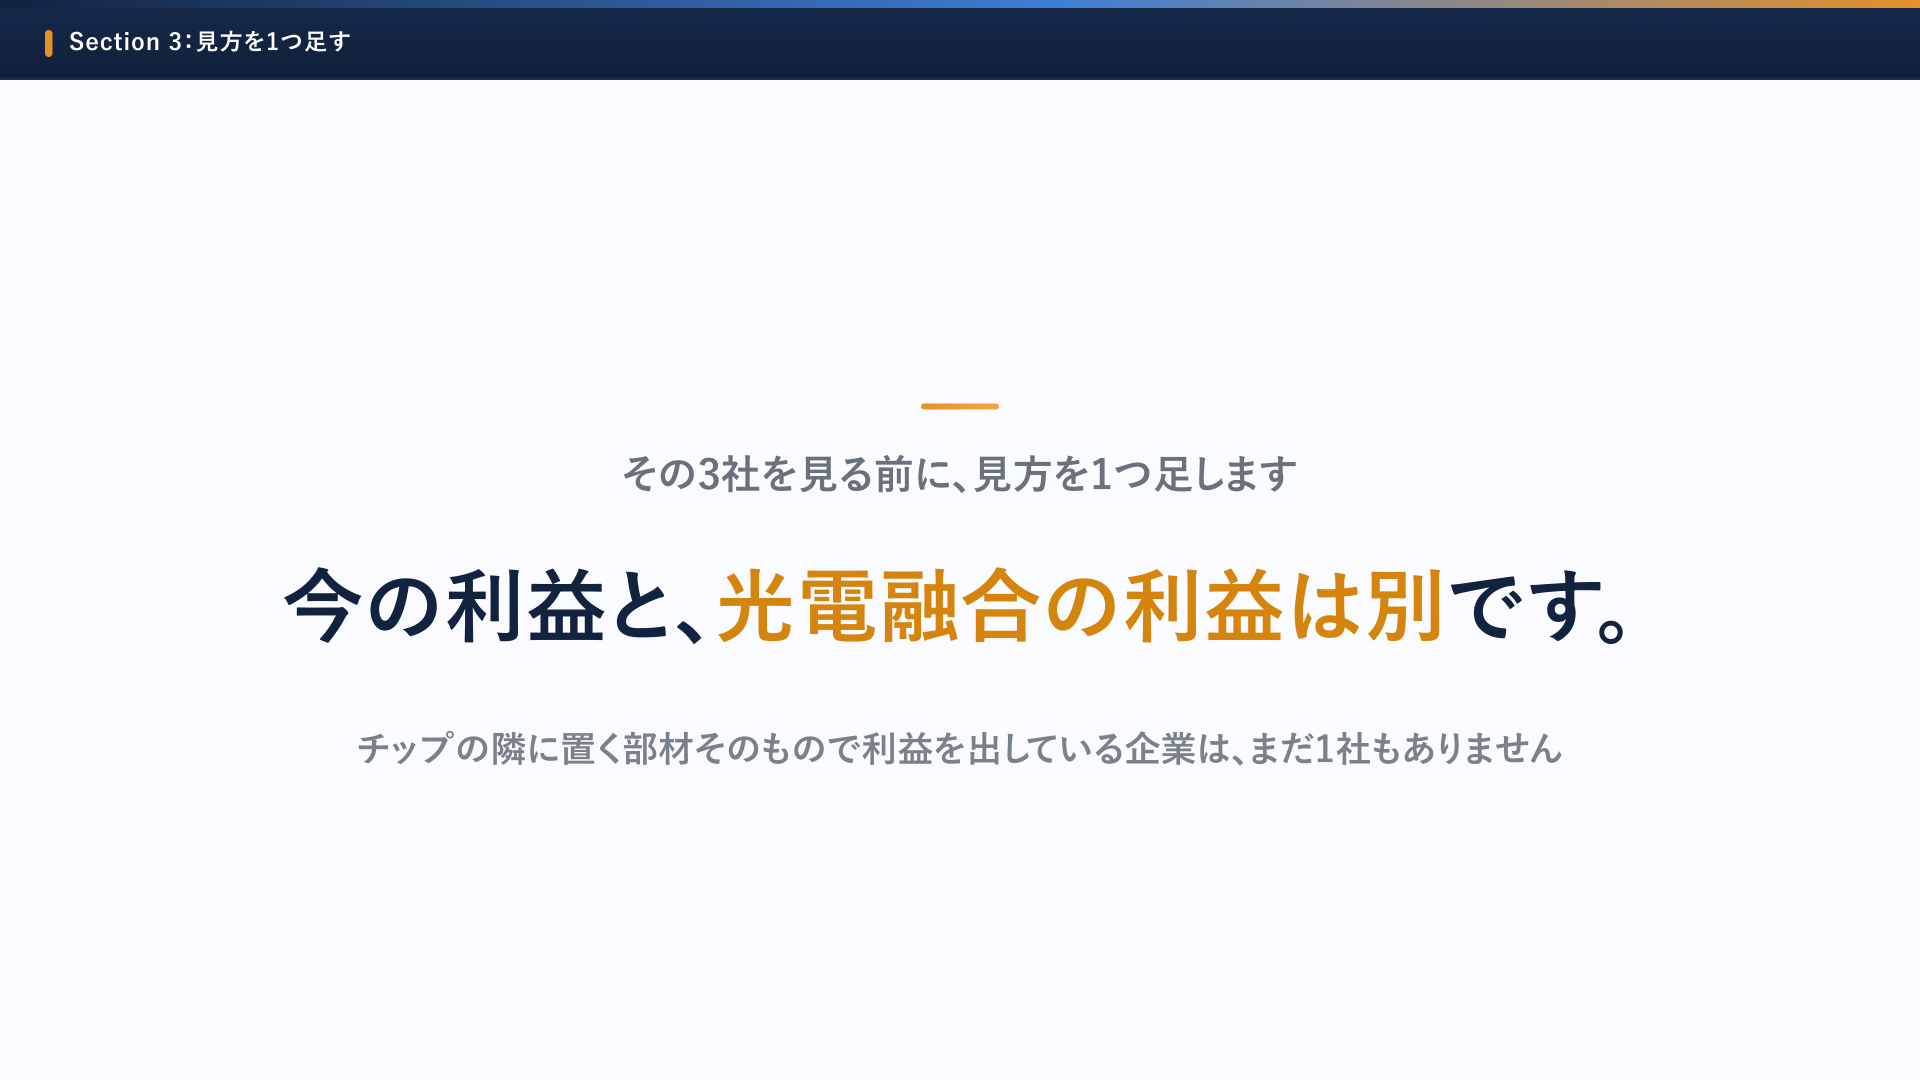 Section 3：見方を1つ足す
その3社を見る前に、見方を1つ足します
今の利益と、光電融合の利益は別です。
チップの隣に置く部材そのもので利益を出している企業は、まだ1社もありません